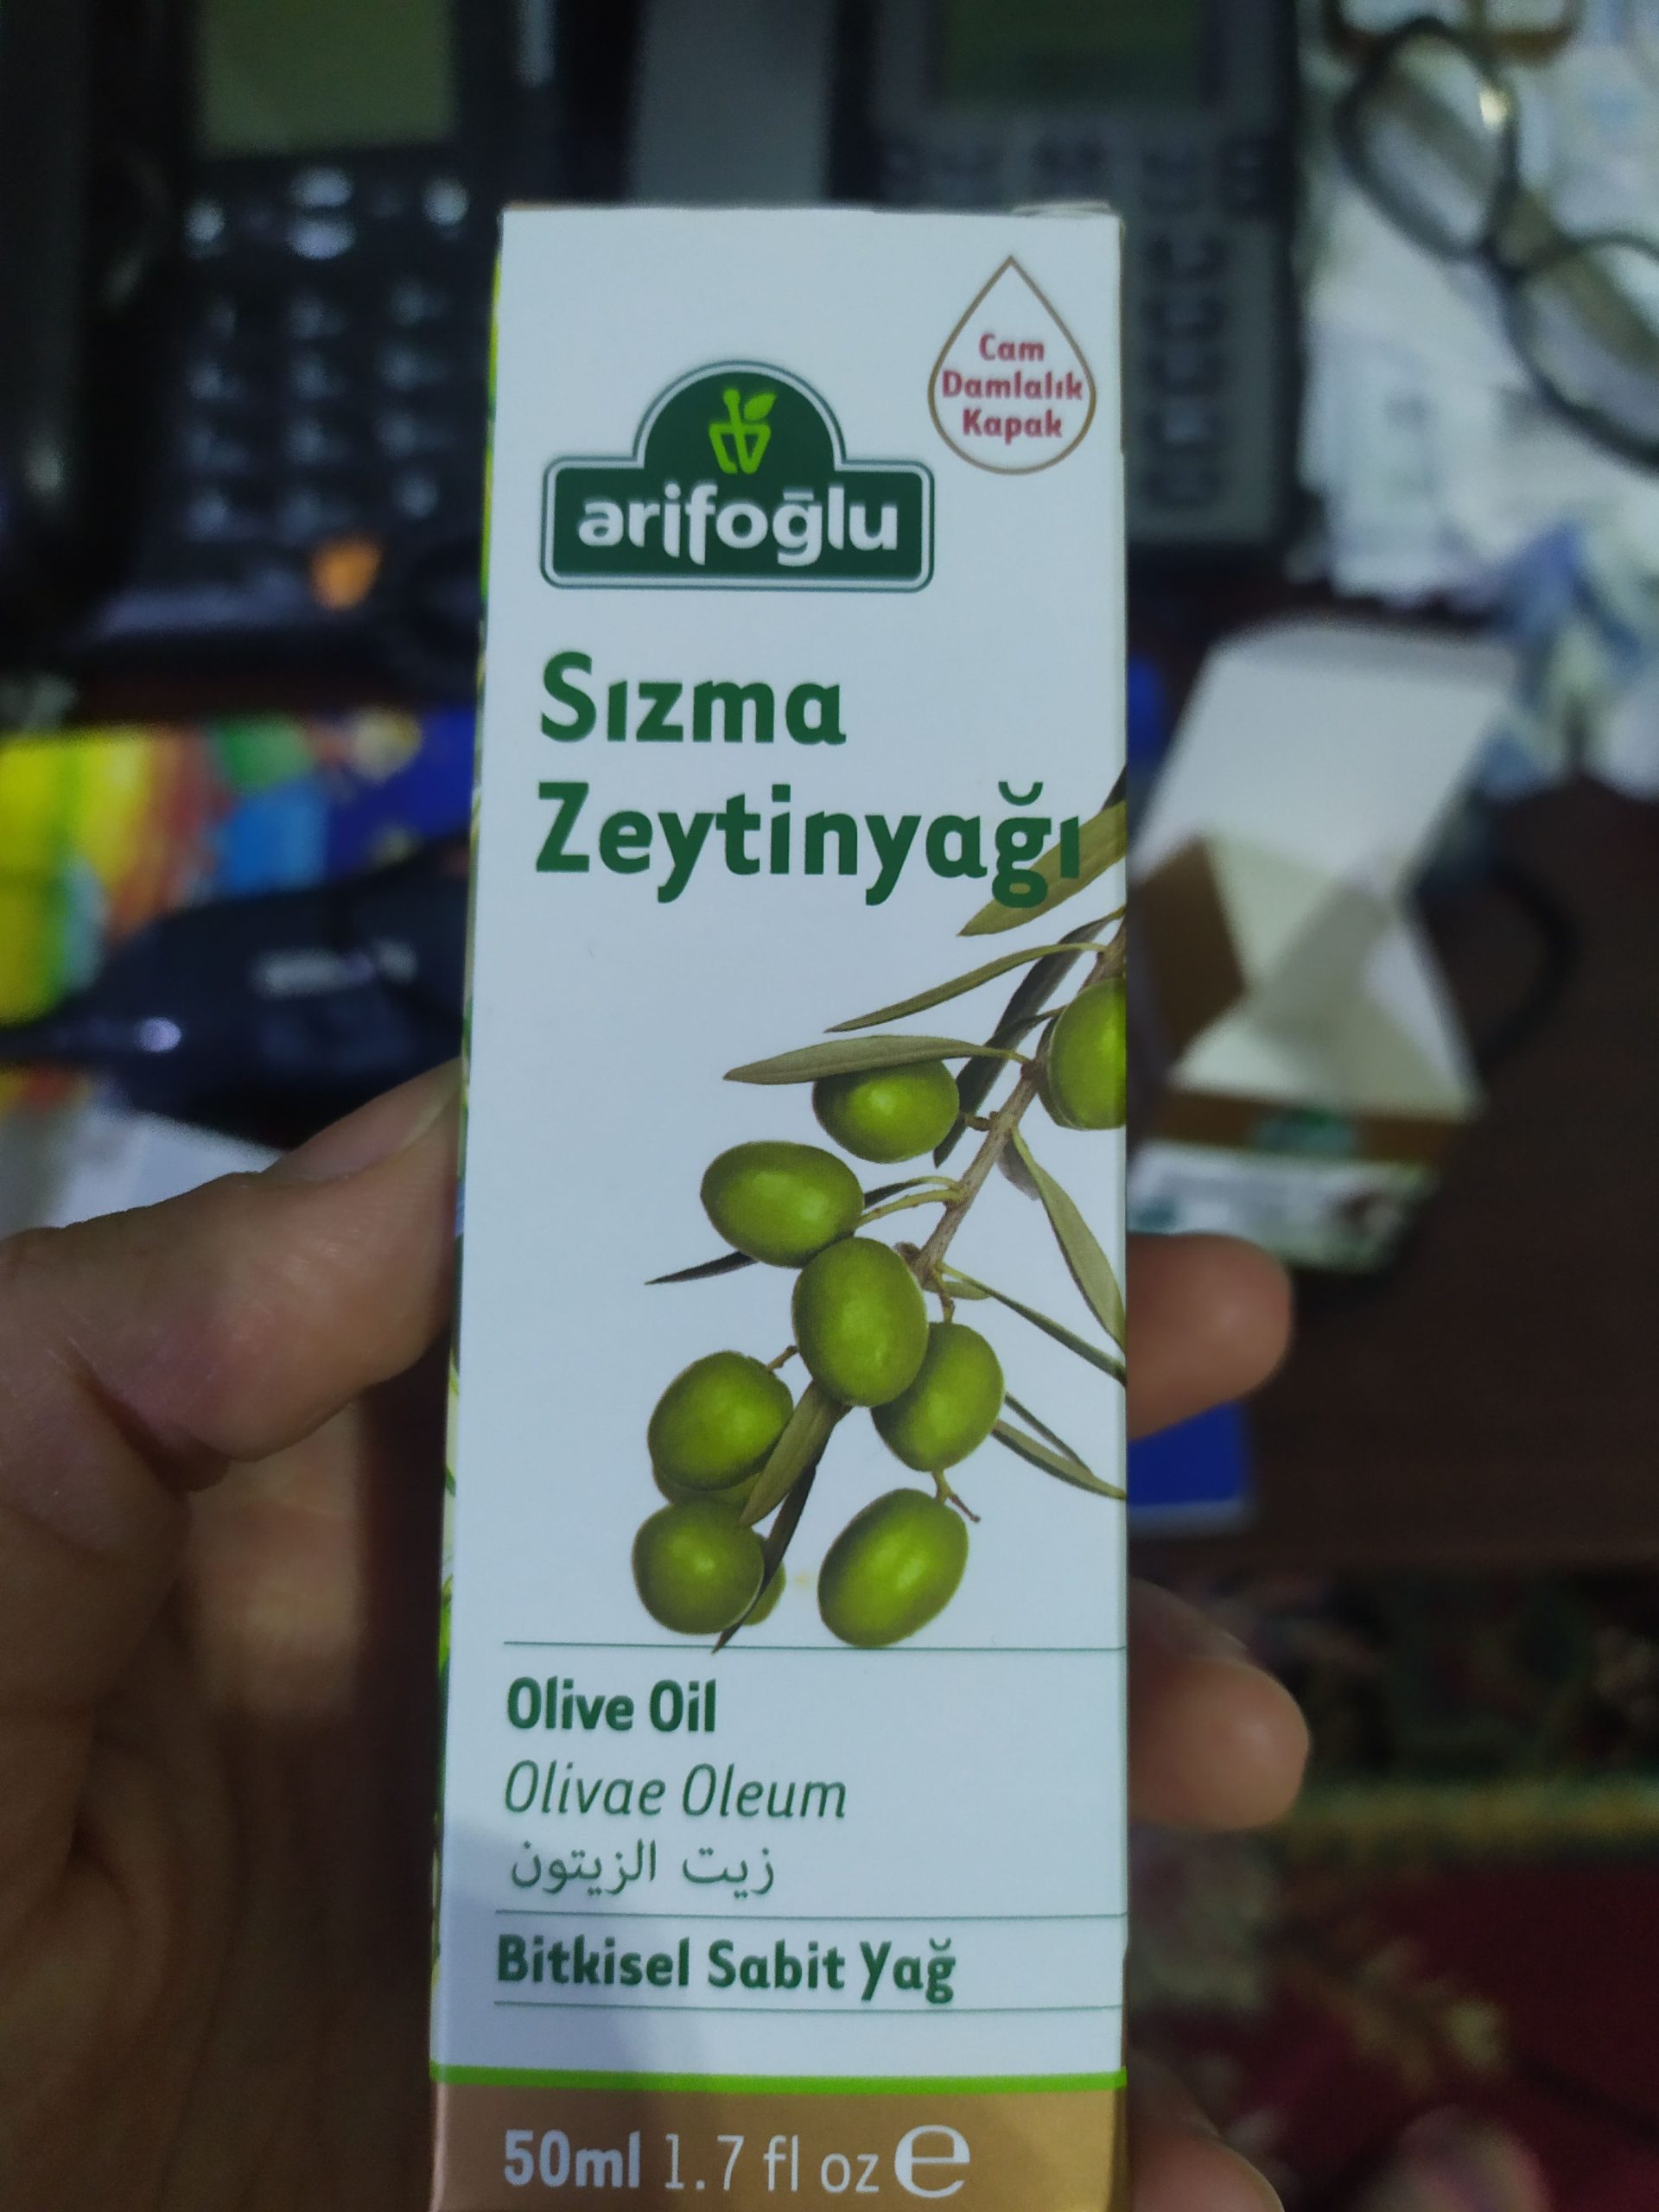 Cam
Damlalık
Kapak
arifoğlu
Sızma
Zeytinyağı
Olive Oil
Olivae Oleum
زيت الزيتون
Bitkisel Sabit Yağ
50ml 1.7 fl oz ℮